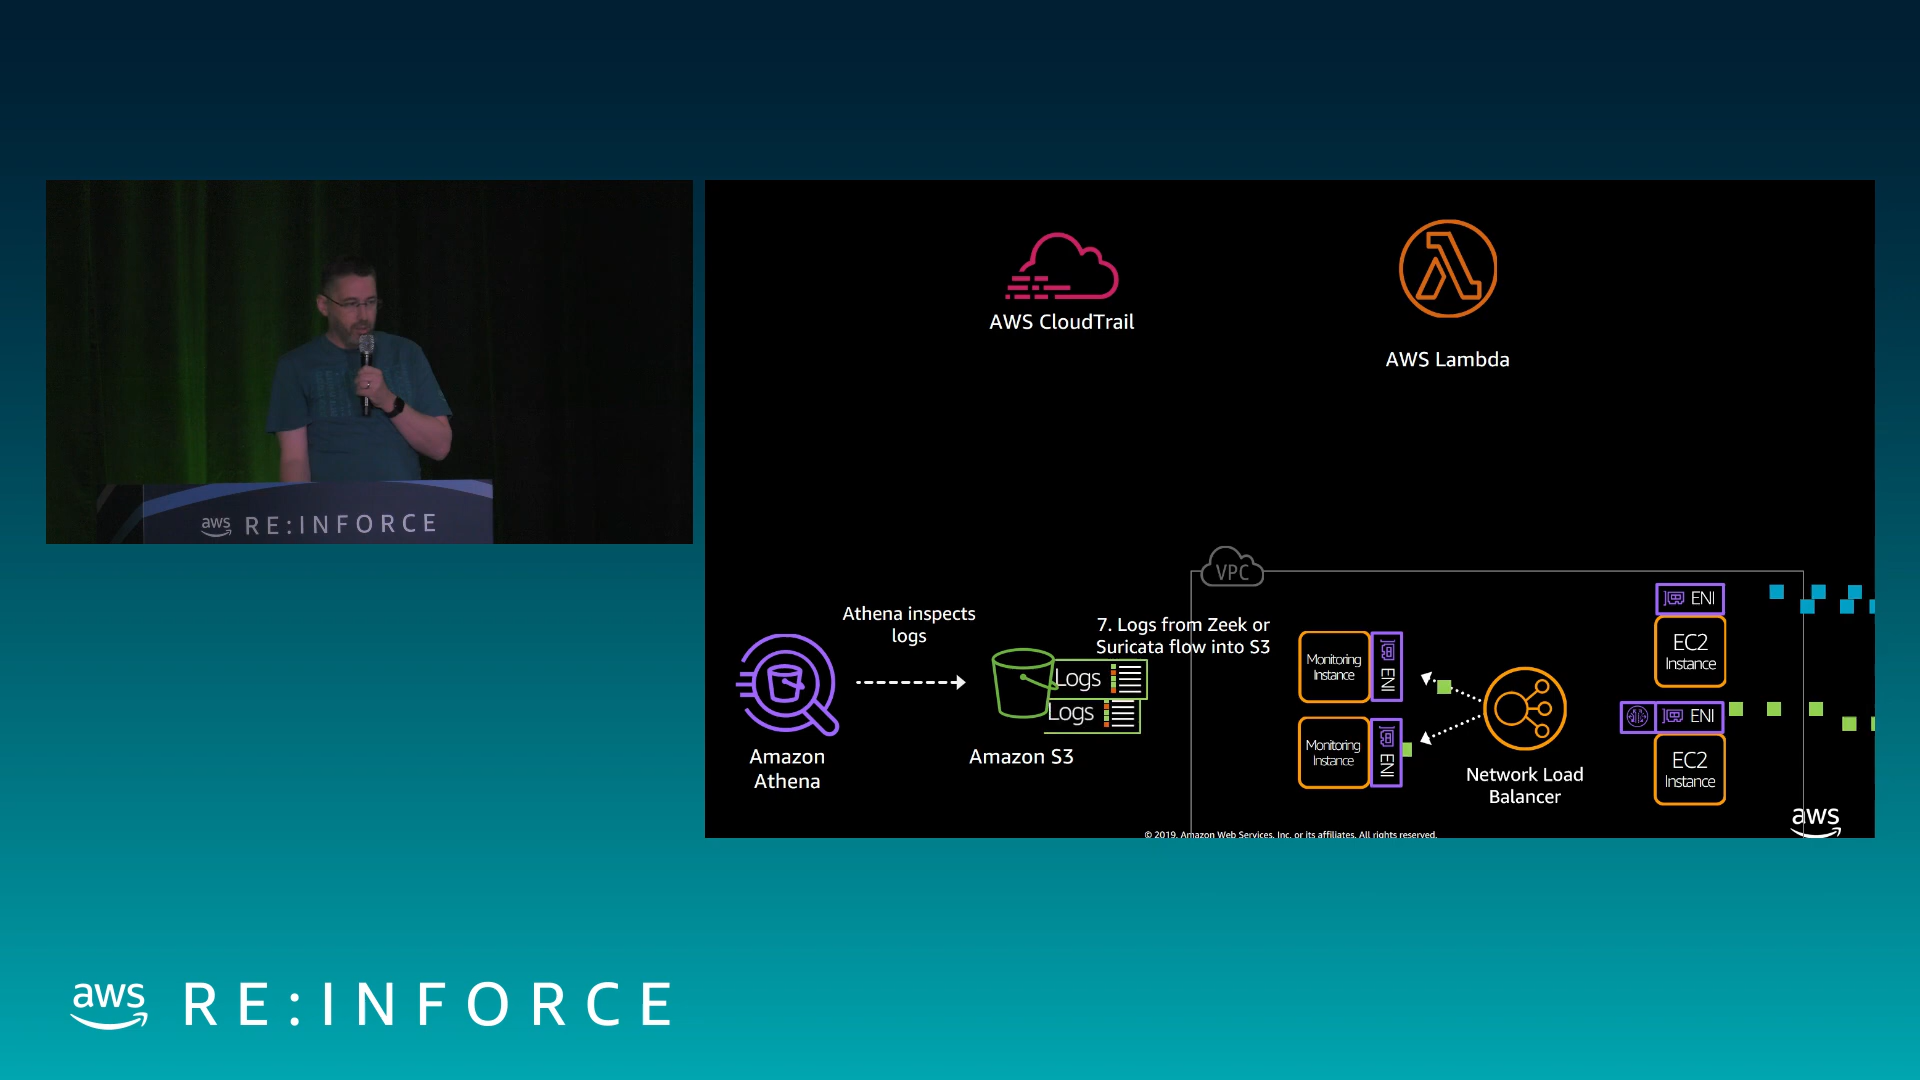 aws RE:INFORCE
AWS CloudTrail
AWS Lambda
VPC
Athena inspects
logs
7. Logs from Zeek or
Suricata flow into S3
Logs
Logs
Amazon
Athena
Amazon S3
Monitoring
Instance
ENI
Monitoring
Instance
ENI
Network Load
Balancer
ENI
EC2
Instance
ENI
EC2
Instance
aws
© 2019, Amazon Web Services, Inc. or its affiliates. All rights reserved.
aws RE:INFORCE